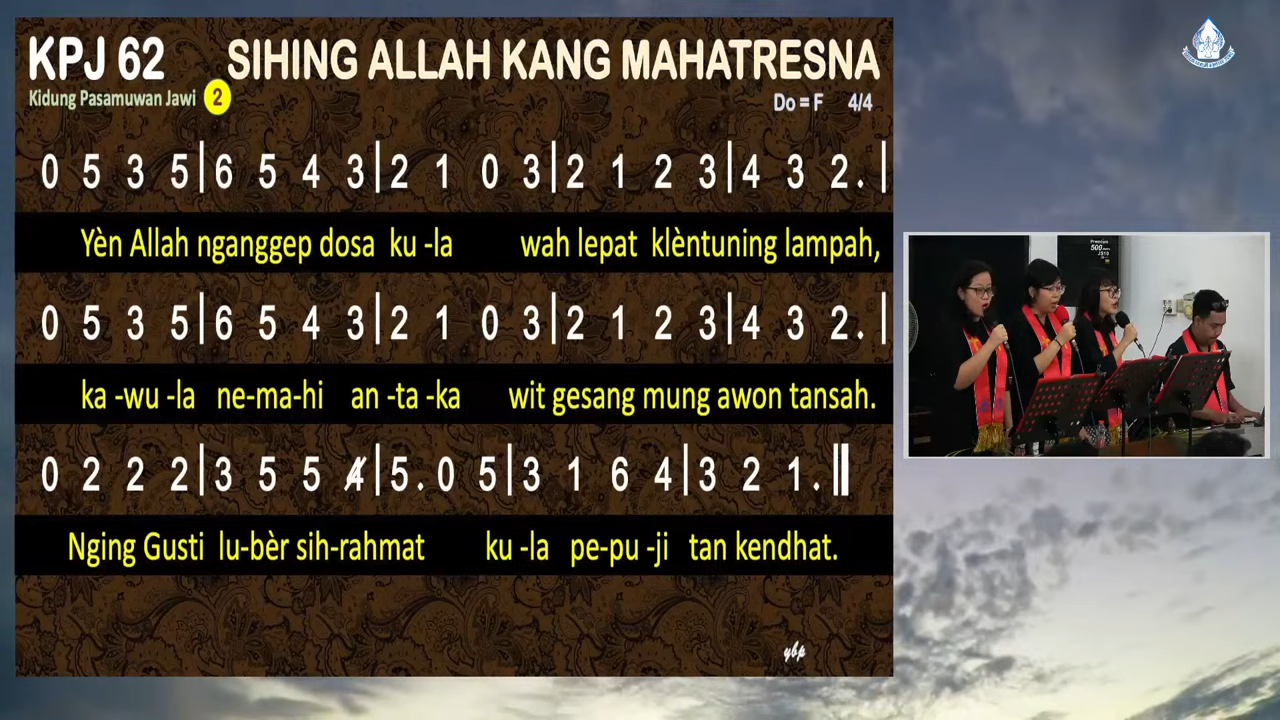 KPJ 62 SIHING ALLAH KANG MAHATRESNA
Kidung Pasamuwan Jawi 2 Do = F 4/4
0 5 3 5 | 6 5 4 3 | 2 1 0 3 | 2 1 2 3 | 4 3 2 . |
Yèn Allah nganggep dosa ku -la wah lepat klèntuning lampah,
0 5 3 5 | 6 5 4 3 | 2 1 0 3 | 2 1 2 3 | 4 3 2 . |
ka -wu -la ne-ma-hi an -ta -ka wit gesang mung awon tansah.
0 2 2 2 | 3 5 5 4̸ | 5 . 0 5 | 3 1 6 4 | 3 2 1 . ‖
Nging Gusti lu-bèr sih-rahmat ku -la pe-pu -ji tan kendhat.
ybp
Premium
500